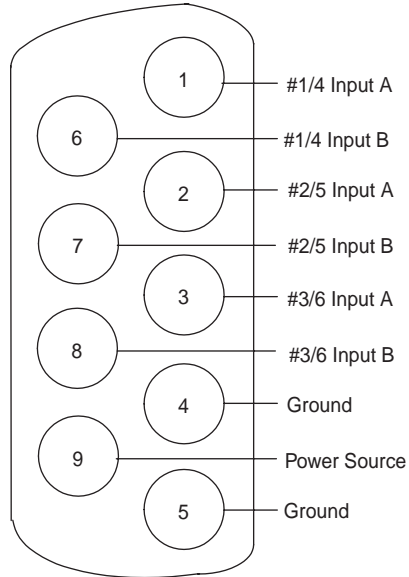 1 #1/4 Input A
6 #1/4 Input B
2 #2/5 Input A
7 #2/5 Input B
3 #3/6 Input A
8 #3/6 Input B
4 Ground
9 Power Source
5 Ground